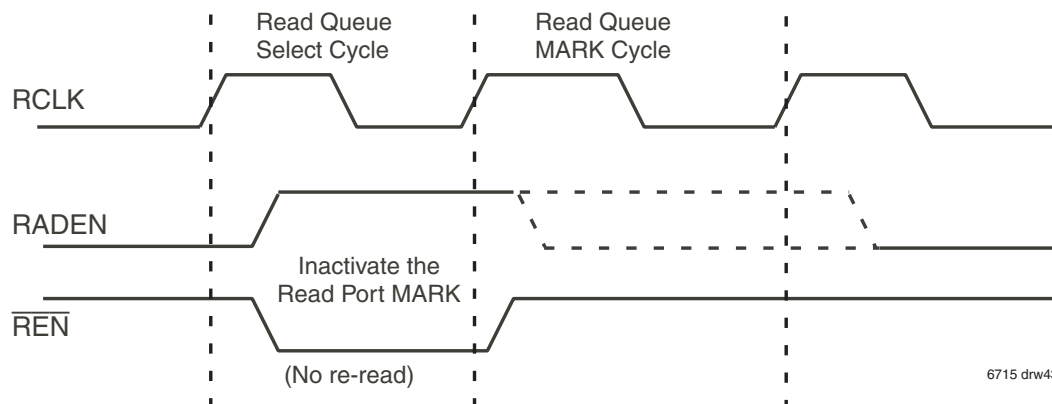 Read Queue
Select Cycle
Read Queue
MARK Cycle
RCLK
RADEN
Inactivate the
Read Port MARK
REN
(No re-read)
6715